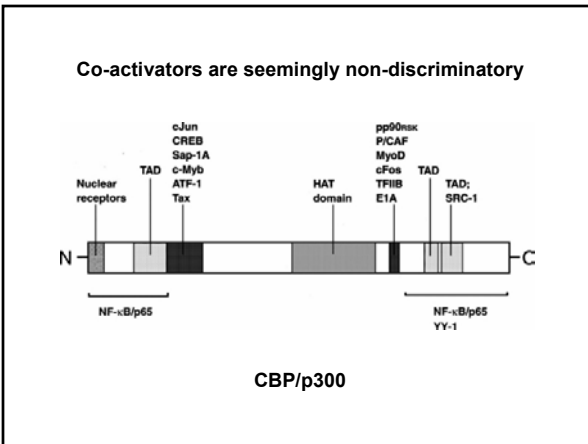 Co-activators are seemingly non-discriminatory
Nuclear
receptors
TAD
cJun
CREB
Sap-1A
c-Myb
ATF-1
Tax
HAT
domain
pp90RSK
P/CAF
MyoD
cFos
TFIIB
E1A
TAD
TAD;
SRC-1
N
C
NF-κB/p65
NF-κB/p65
YY-1
CBP/p300